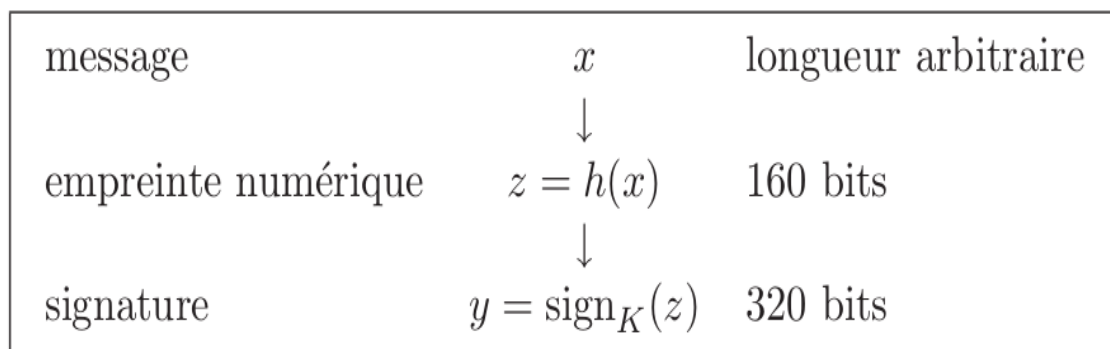 message x longueur arbitraire
↓
empreinte numérique z = h(x) 160 bits
↓
signature y = sign_K(z) 320 bits